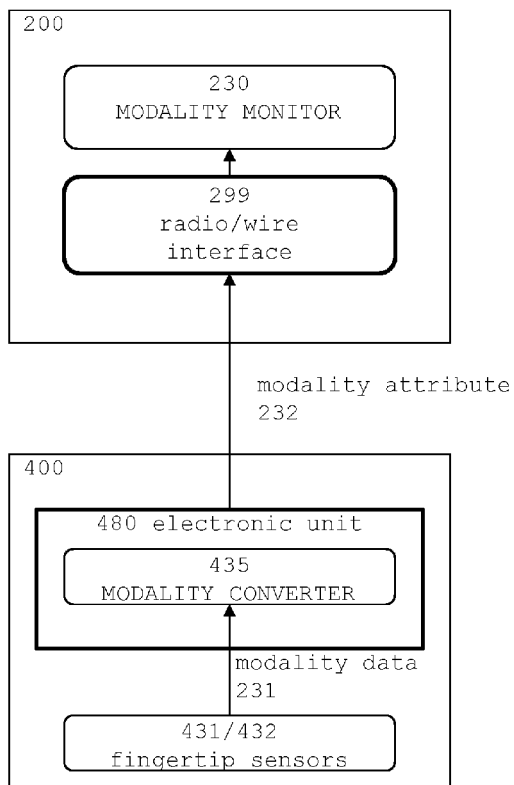 200
230
MODALITY MONITOR
299
radio/wire
interface
modality attribute
232
400
480 electronic unit
435
MODALITY CONVERTER
modality data
231
431/432
fingertip sensors